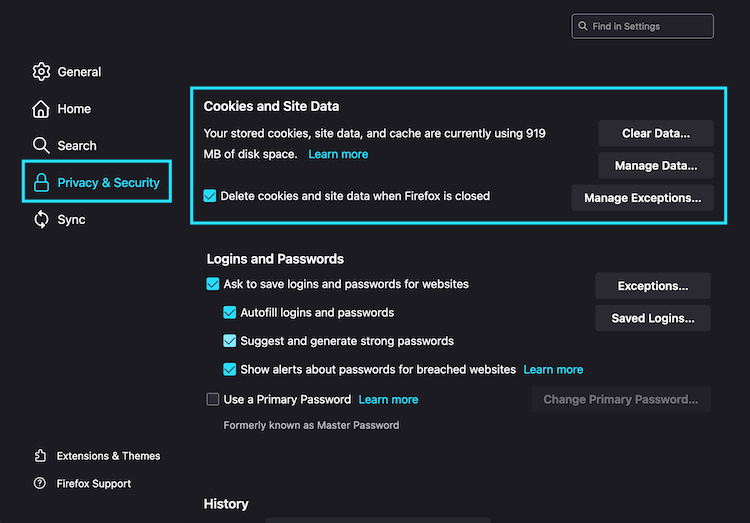 Find in Settings
General
Home
Search
Privacy & Security
Sync
Extensions & Themes
Firefox Support
Cookies and Site Data
Your stored cookies, site data, and cache are currently using 919
MB of disk space. Learn more
Clear Data...
Manage Data...
Delete cookies and site data when Firefox is closed
Manage Exceptions...
Logins and Passwords
Ask to save logins and passwords for websites
Exceptions...
Autofill logins and passwords
Saved Logins...
Suggest and generate strong passwords
Show alerts about passwords for breached websites Learn more
Use a Primary Password Learn more
Change Primary Password...
Formerly known as Master Password
History